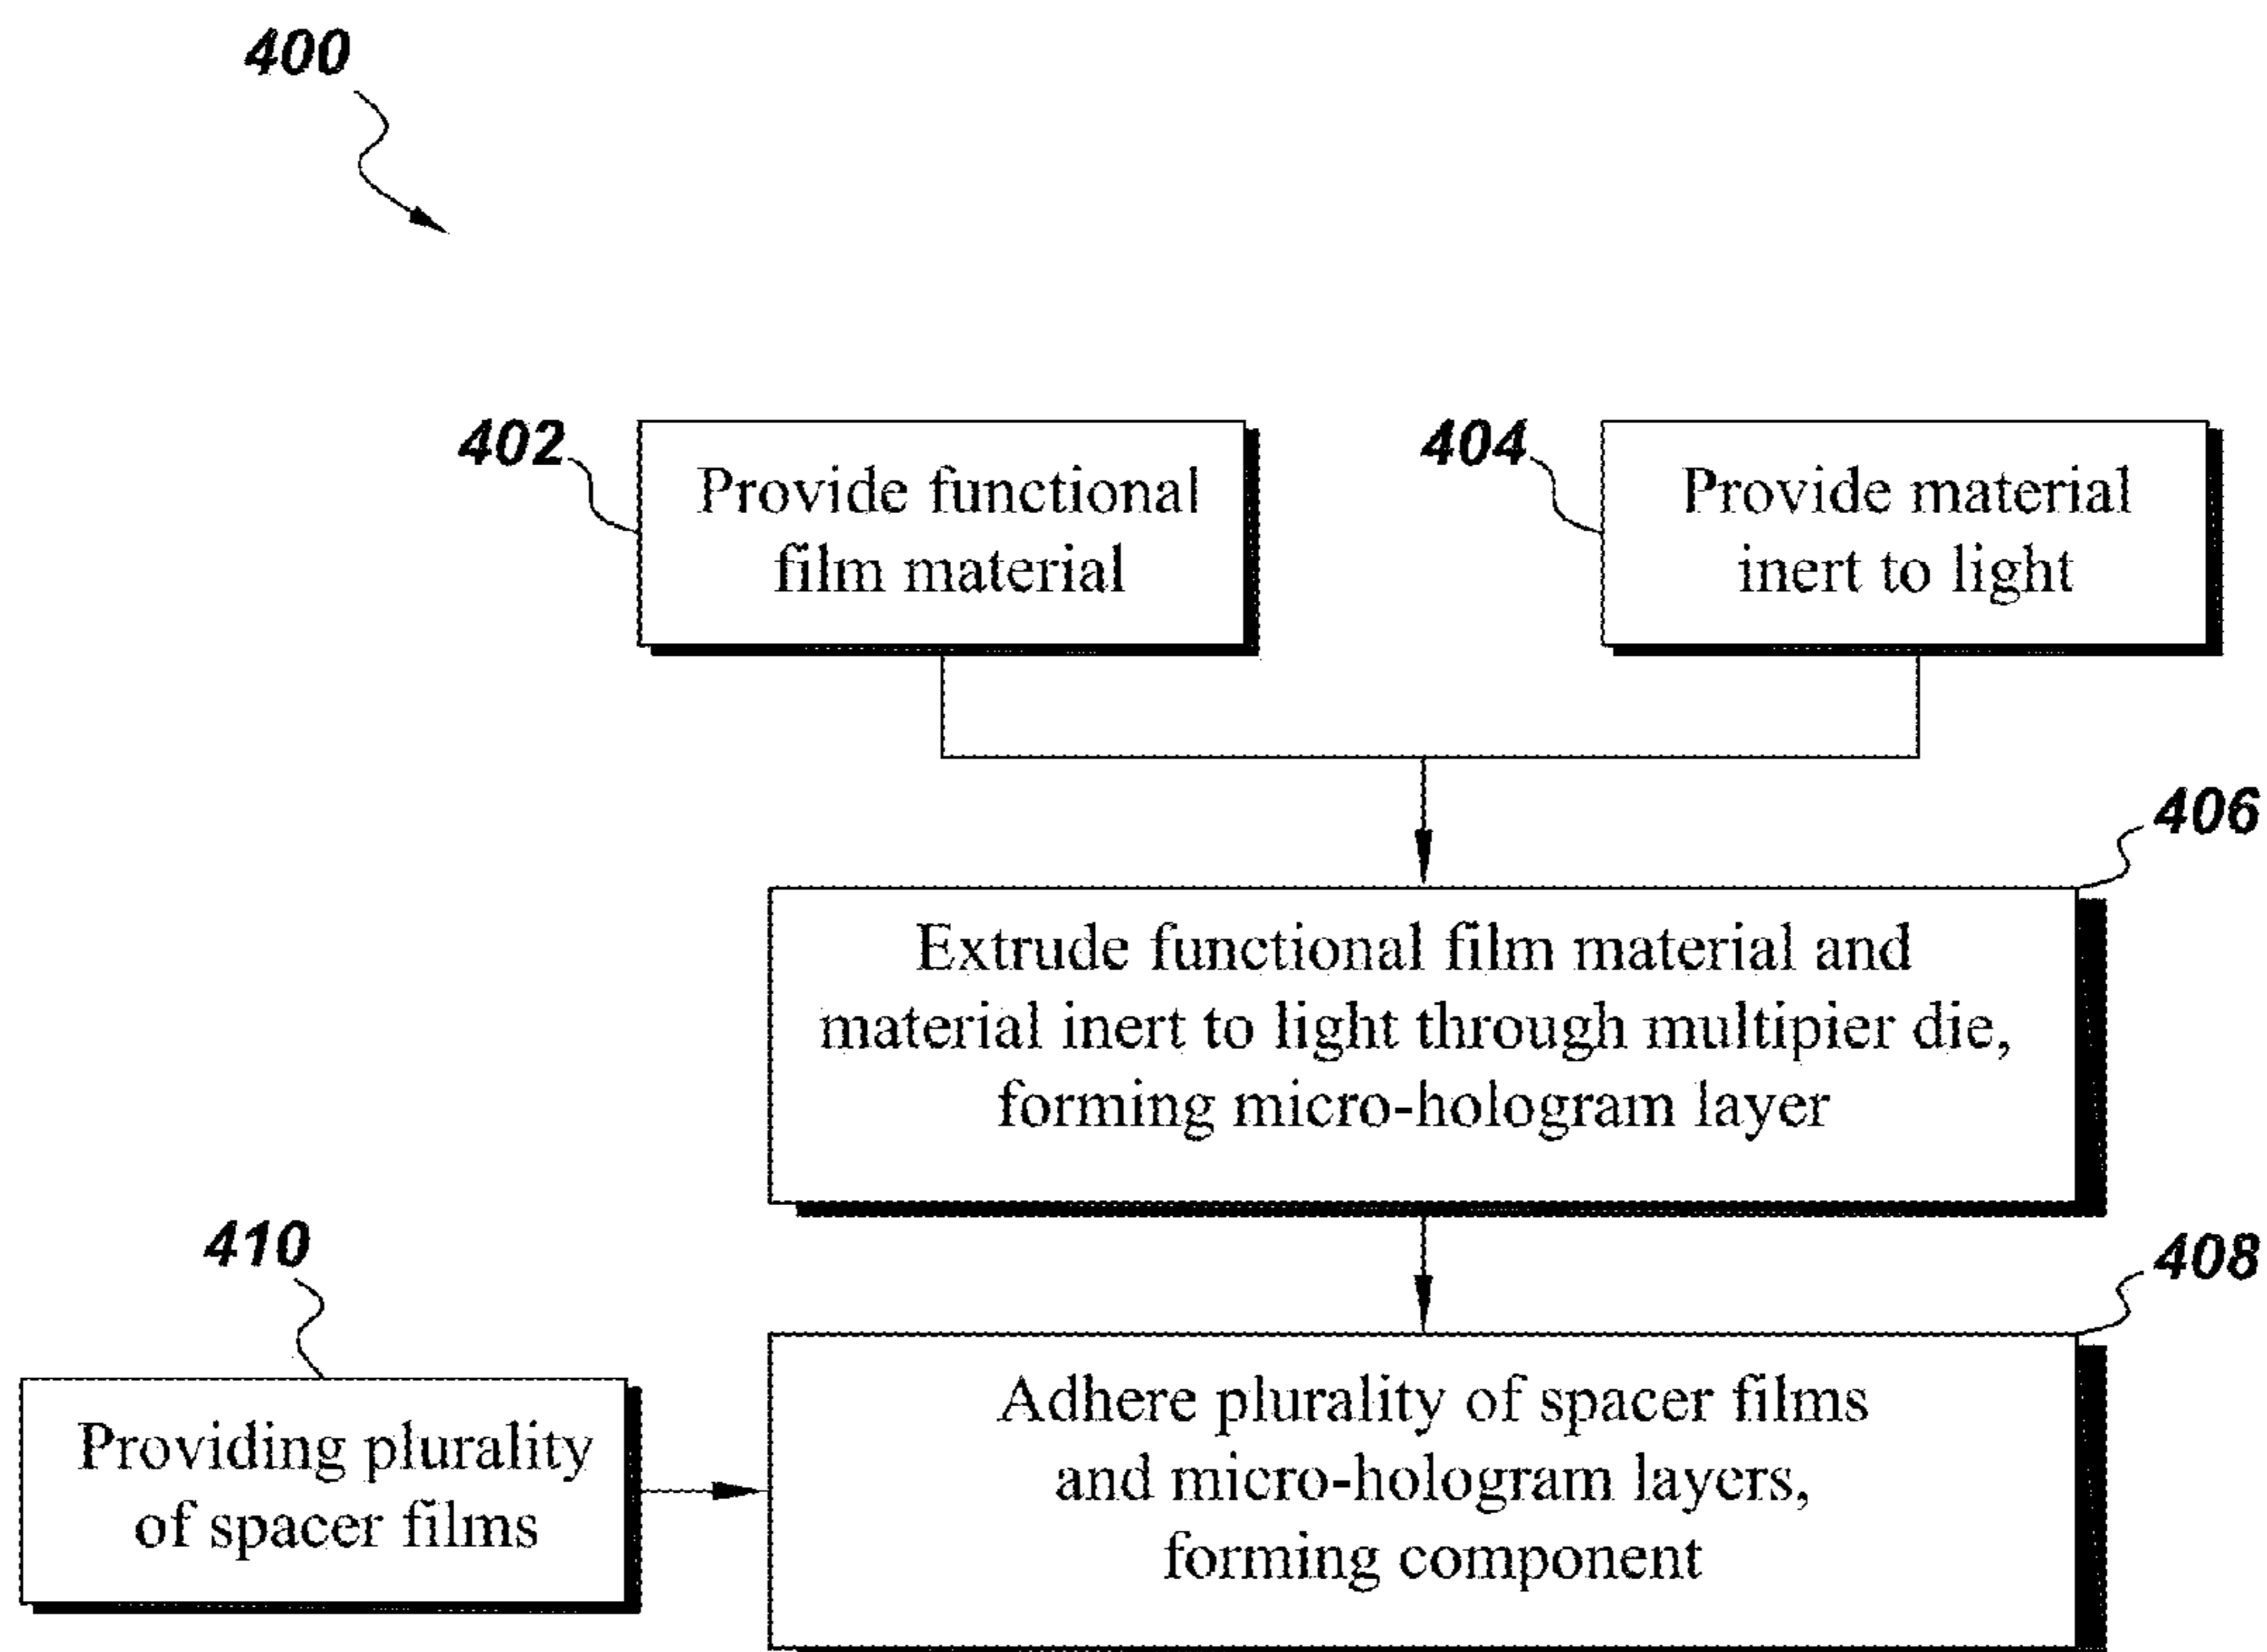 400
402
Provide functional
film material
404
Provide material
inert to light
406
Extrude functional film material and
material inert to light through multipier die,
forming micro-hologram layer
410
Providing plurality
of spacer films
408
Adhere plurality of spacer films
and micro-hologram layers,
forming component